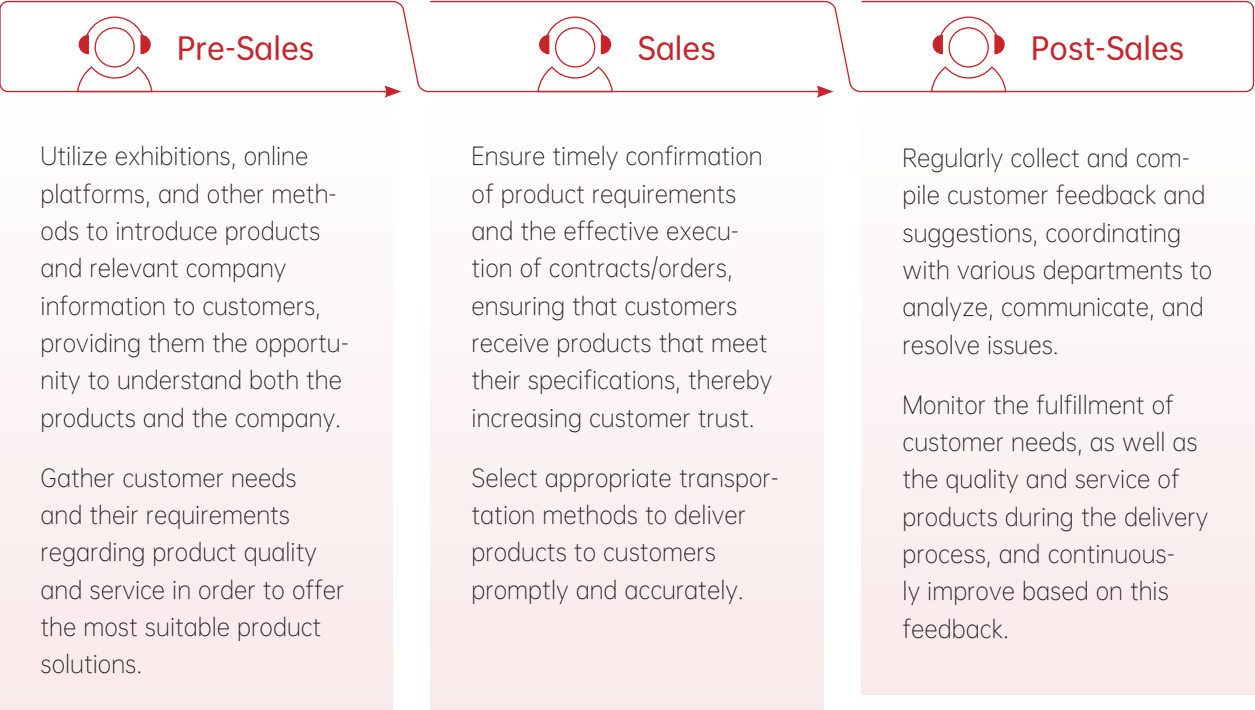 Pre-Sales
Utilize exhibitions, online
platforms, and other meth-
ods to introduce products
and relevant company
information to customers,
providing them the opportu-
nity to understand both the
products and the company.
Gather customer needs
and their requirements
regarding product quality
and service in order to offer
the most suitable product
solutions.
Sales
Ensure timely confirmation
of product requirements
and the effective execu-
tion of contracts/orders,
ensuring that customers
receive products that meet
their specifications, thereby
increasing customer trust.
Select appropriate transpor-
tation methods to deliver
products to customers
promptly and accurately.
Post-Sales
Regularly collect and com-
pile customer feedback and
suggestions, coordinating
with various departments to
analyze, communicate, and
resolve issues.
Monitor the fulfillment of
customer needs, as well as
the quality and service of
products during the delivery
process, and continuous-
ly improve based on this
feedback.